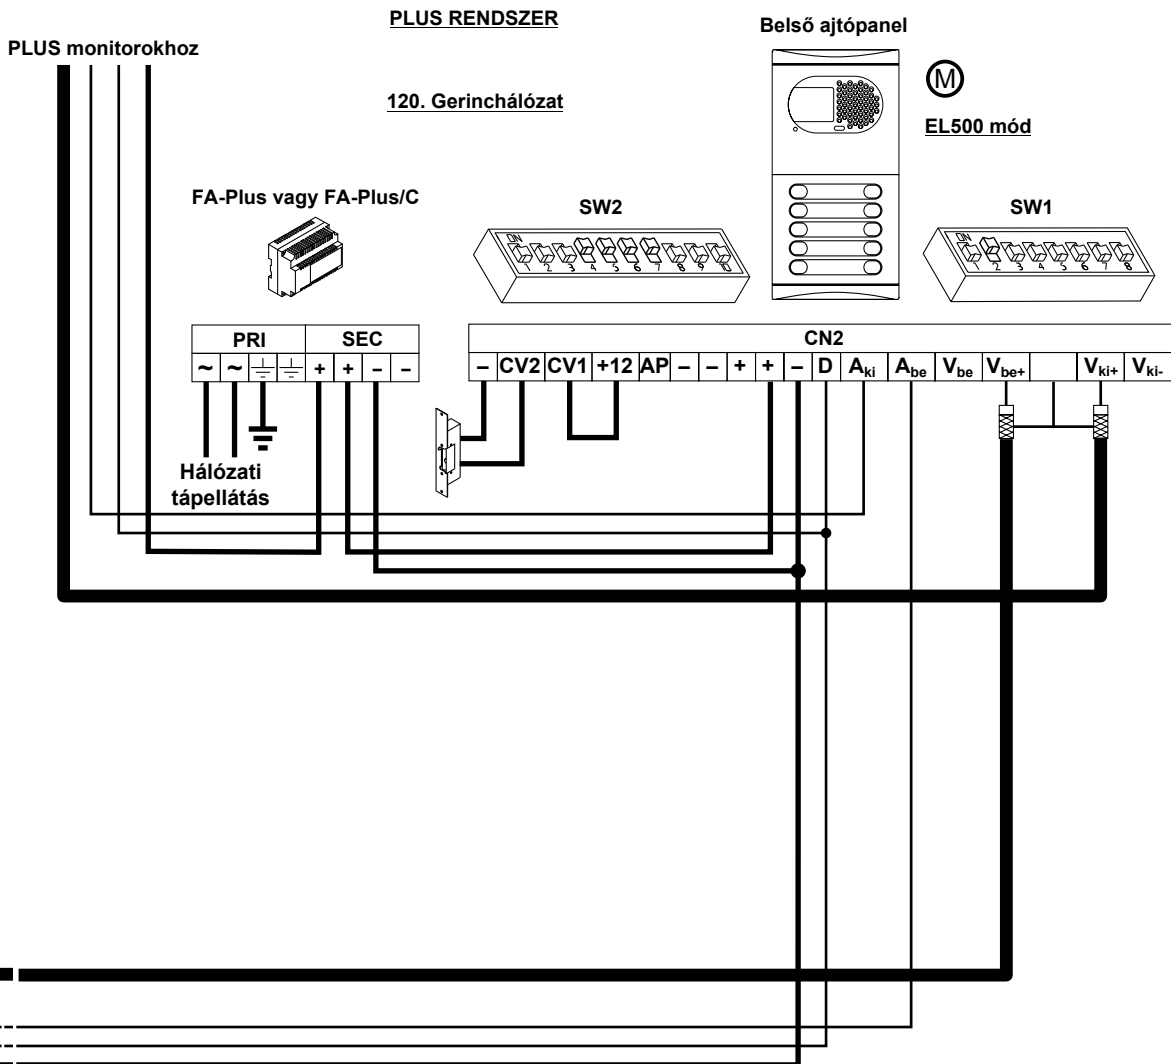 PLUS RENDSZER
PLUS monitorokhoz
Belső ajtópanel
M
120. Gerinchálózat
EL500 mód
FA-Plus vagy FA-Plus/C
SW2
SW1
ON
1 2 3 4 5 6 7 8 9 10
ON
1 2 3 4 5 6 7 8
PRI SEC
~ ~ + + – –
CN2
– CV2 CV1 +12 AP – – + + – D Aki Abe Vbe Vbe+ Vki+ Vki-
Hálózati
tápellátás